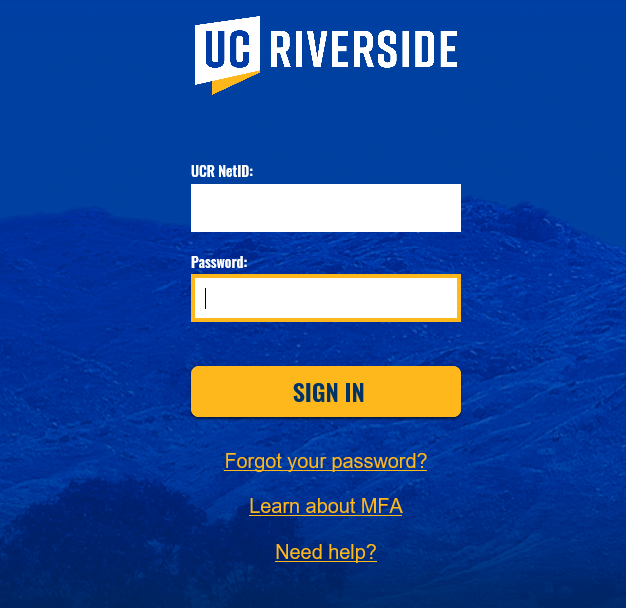 UC RIVERSIDE
UCR NetID:
Password:
SIGN IN
Forgot your password?
Learn about MFA
Need help?